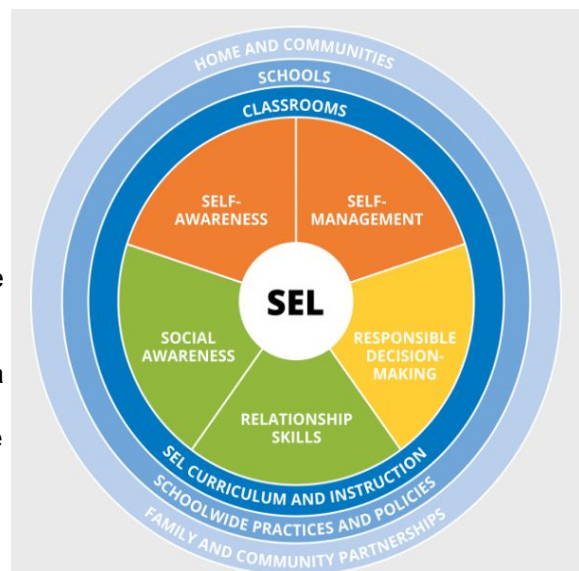 HOME AND COMMUNITIES
SCHOOLS
CLASSROOMS
SELF-
AWARENESS
SELF-
MANAGEMENT
SEL
SOCIAL
AWARENESS
RESPONSIBLE
DECISION-
MAKING
RELATIONSHIP
SKILLS
SEL CURRICULUM AND INSTRUCTION
SCHOOLWIDE PRACTICES AND POLICIES
FAMILY AND COMMUNITY PARTNERSHIPS